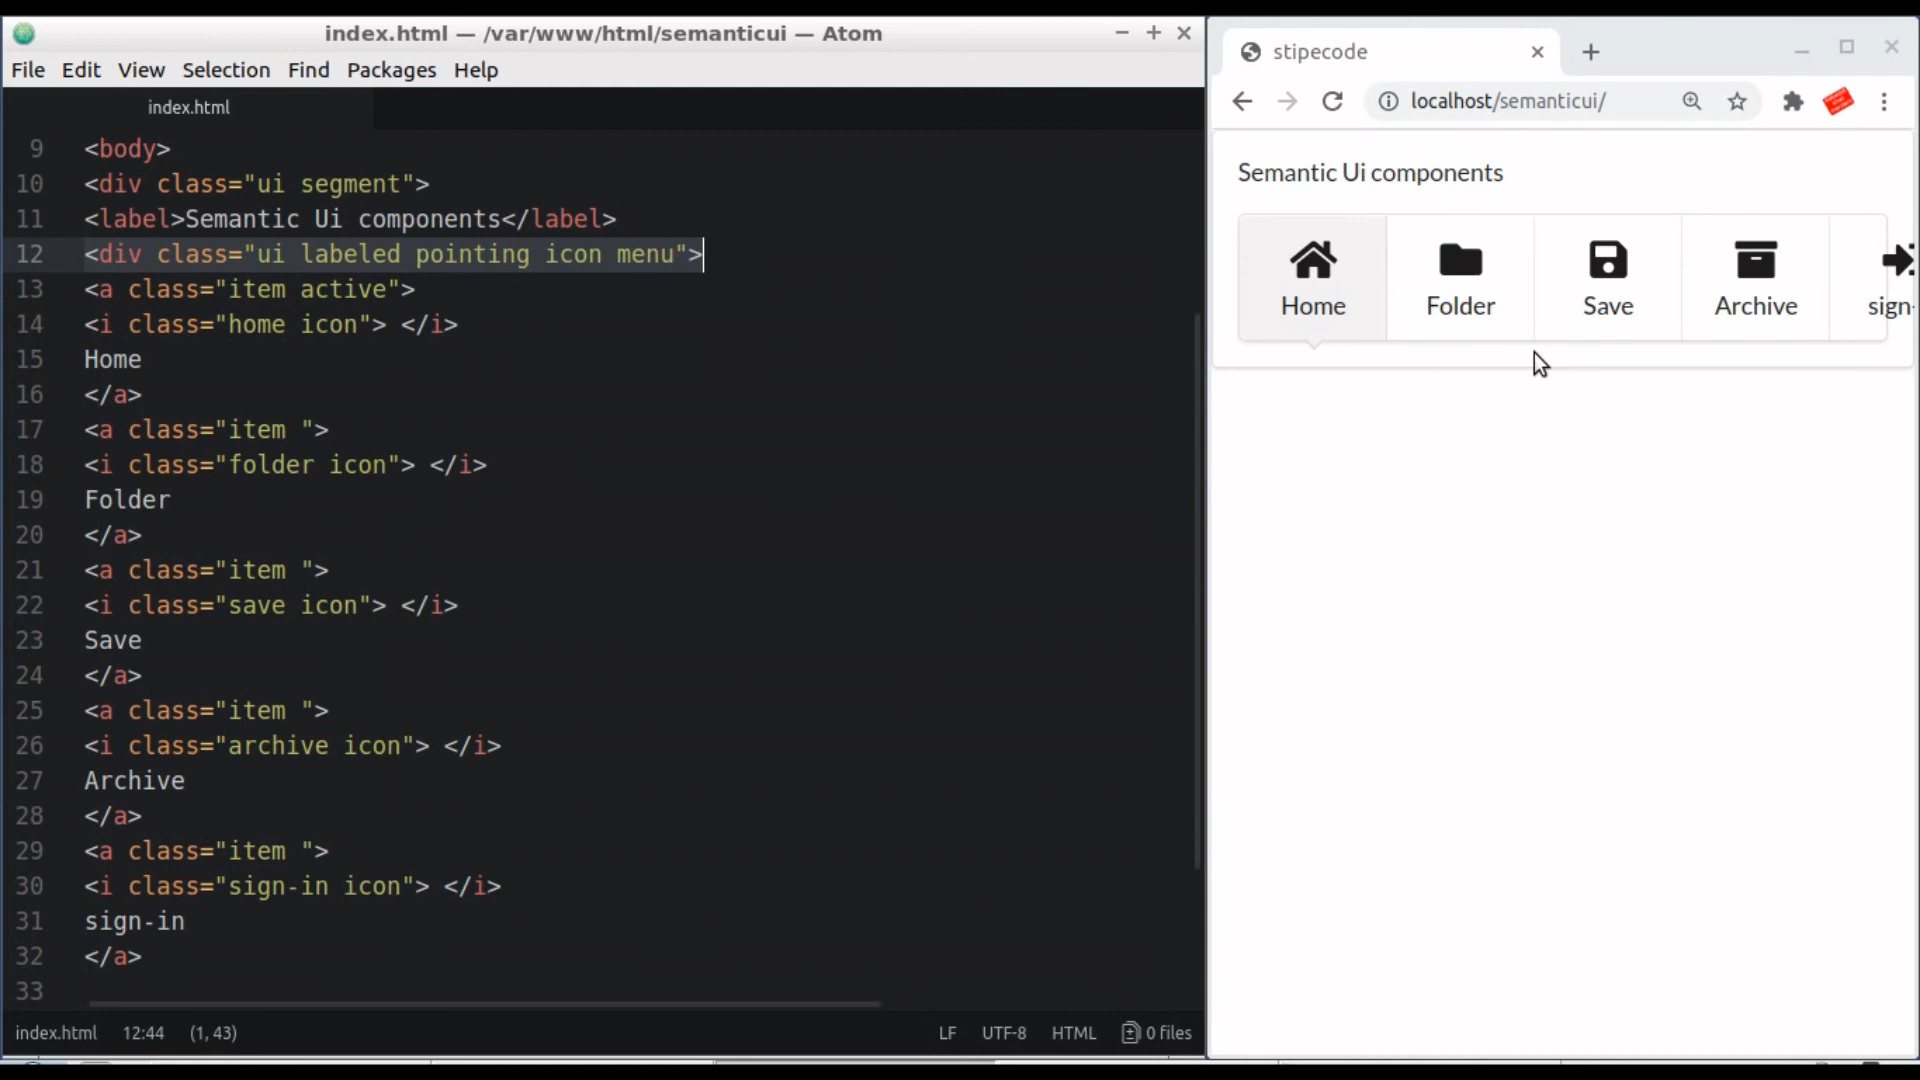 index.html — /var/www/html/semanticui — Atom
File Edit View Selection Find Packages Help
index.html
9 <body>
10 <div class="ui segment">
11 <label>Semantic Ui components</label>
12 <div class="ui labeled pointing icon menu">
13 <a class="item active">
14 <i class="home icon"> </i>
15 Home
16 </a>
17 <a class="item ">
18 <i class="folder icon"> </i>
19 Folder
20 </a>
21 <a class="item ">
22 <i class="save icon"> </i>
23 Save
24 </a>
25 <a class="item ">
26 <i class="archive icon"> </i>
27 Archive
28 </a>
29 <a class="item ">
30 <i class="sign-in icon"> </i>
31 sign-in
32 </a>
33
index.html 12:44 (1, 43) LF UTF-8 HTML 0 files
stipecode
localhost/semanticui/
Semantic Ui components
Home Folder Save Archive sign-